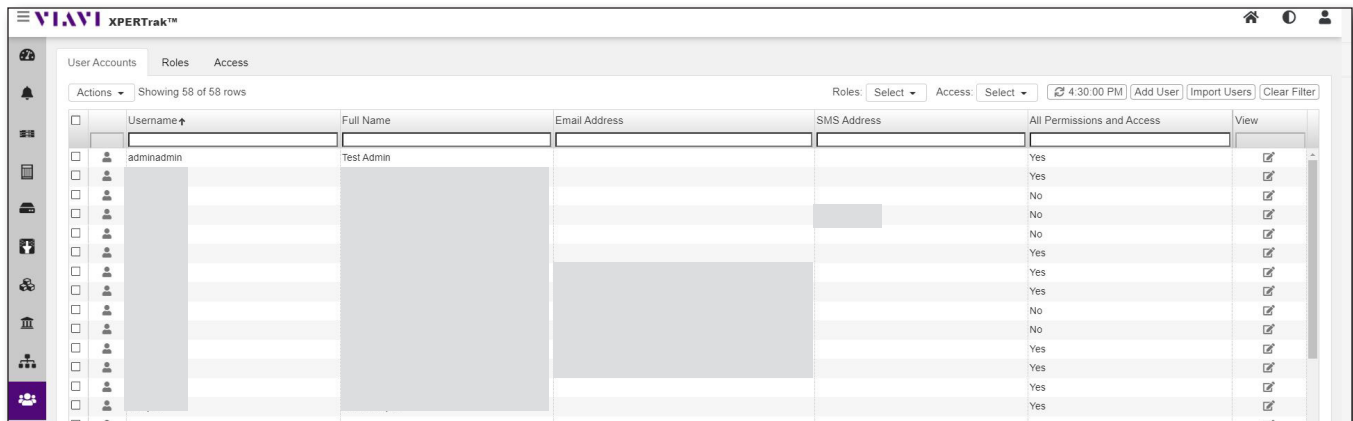 VIAVI XPERTrak™
User Accounts Roles Access
Actions Showing 58 of 58 rows Roles: Select Access: Select 4:30:00 PM Add User Import Users Clear Filter
Username Full Name Email Address SMS Address All Permissions and Access View
adminadmin Test Admin Yes
Yes
No
No
No
Yes
Yes
Yes
No
No
Yes
Yes
Yes
Yes